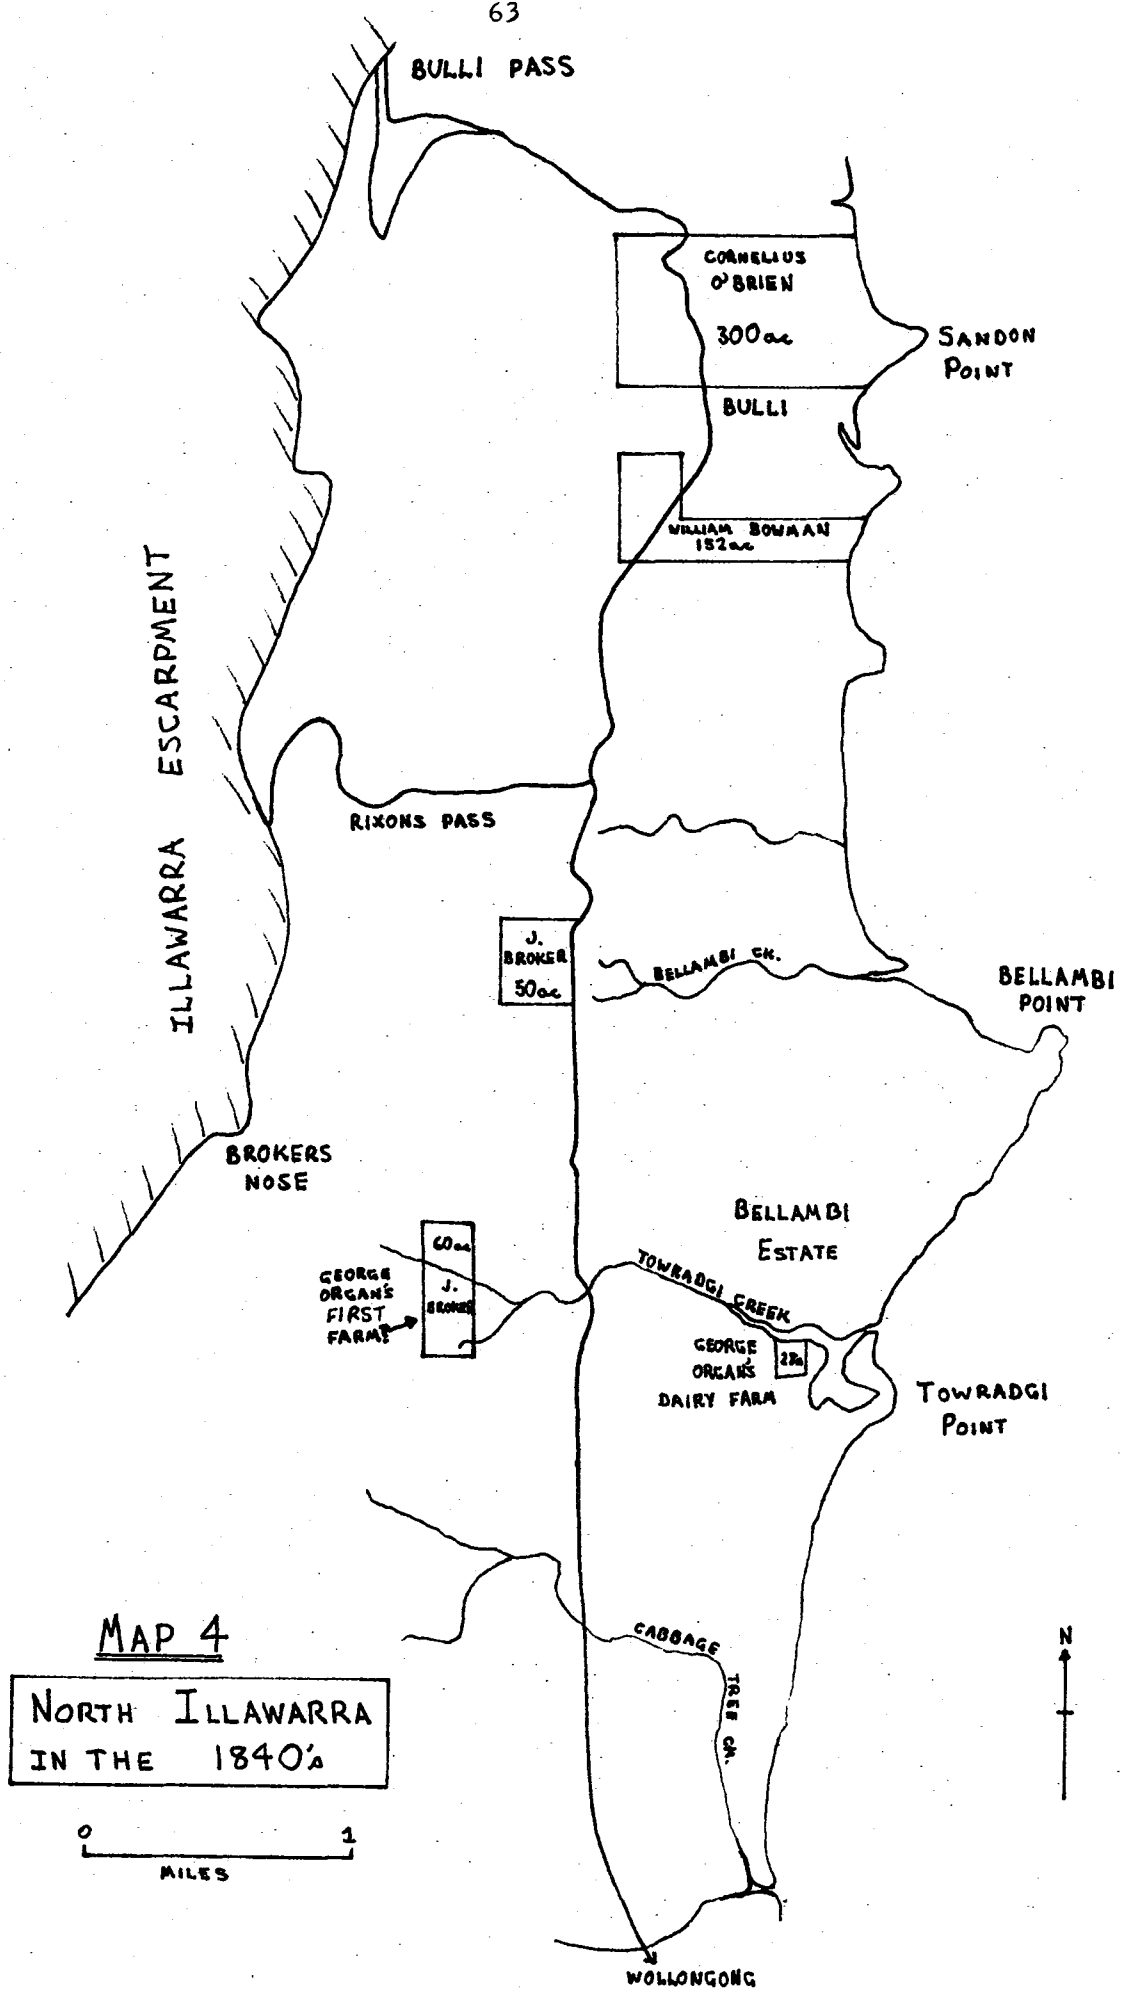 63
BULLI PASS
CORNELIUS
O'BRIEN
300ac
SANDON
POINT
BULLI
WILLIAM BOWMAN
152ac
ILLAWARRA ESCARPMENT
RIXONS PASS
J.
BROKER
50ac
BELLAMBI CK.
BELLAMBI
POINT
BROKERS
NOSE
BELLAMBI
ESTATE
60ac
J.
BROKER
GEORGE
ORGAN'S
FIRST
FARM?
TOWRADGI CREEK
GEORGE
ORGAN'S
DAIRY FARM
TOWRADGI
POINT
CABBAGE
TREE CK.
MAP 4
NORTH ILLAWARRA
IN THE 1840's
0 1
MILES
N
WOLLONGONG